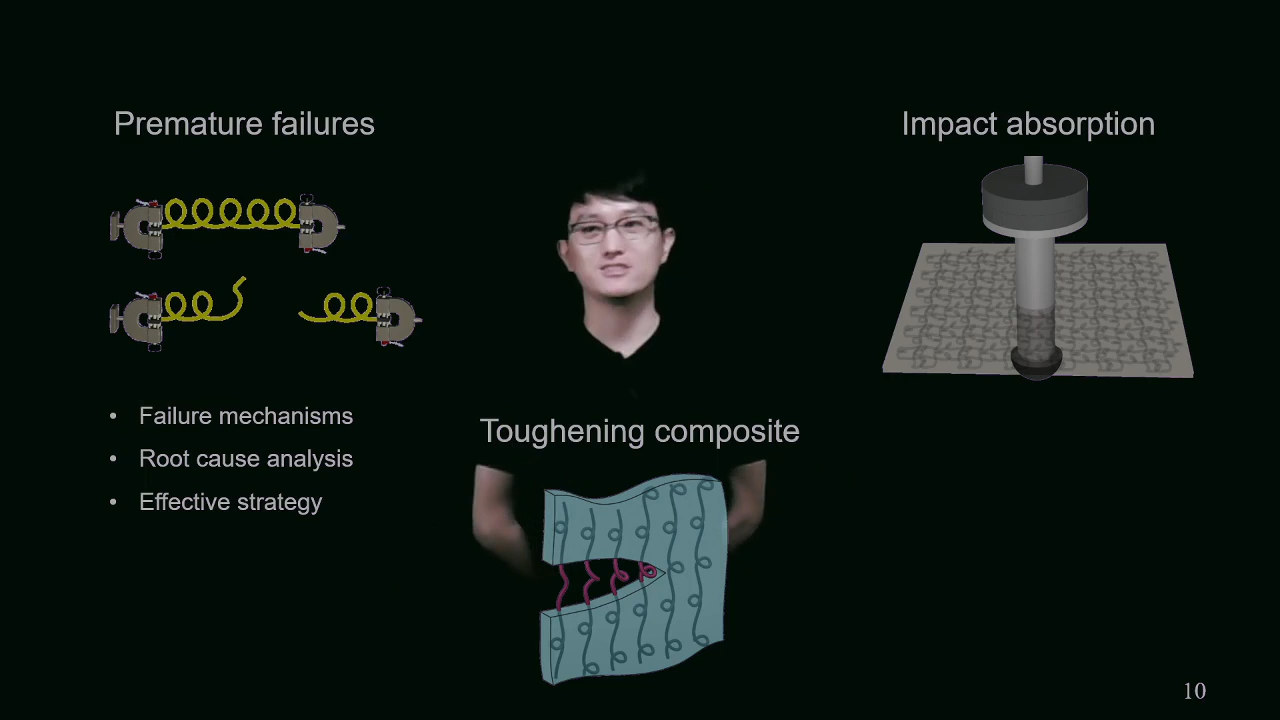 Premature failures
• Failure mechanisms
• Root cause analysis
• Effective strategy
Toughening composite
Impact absorption
10